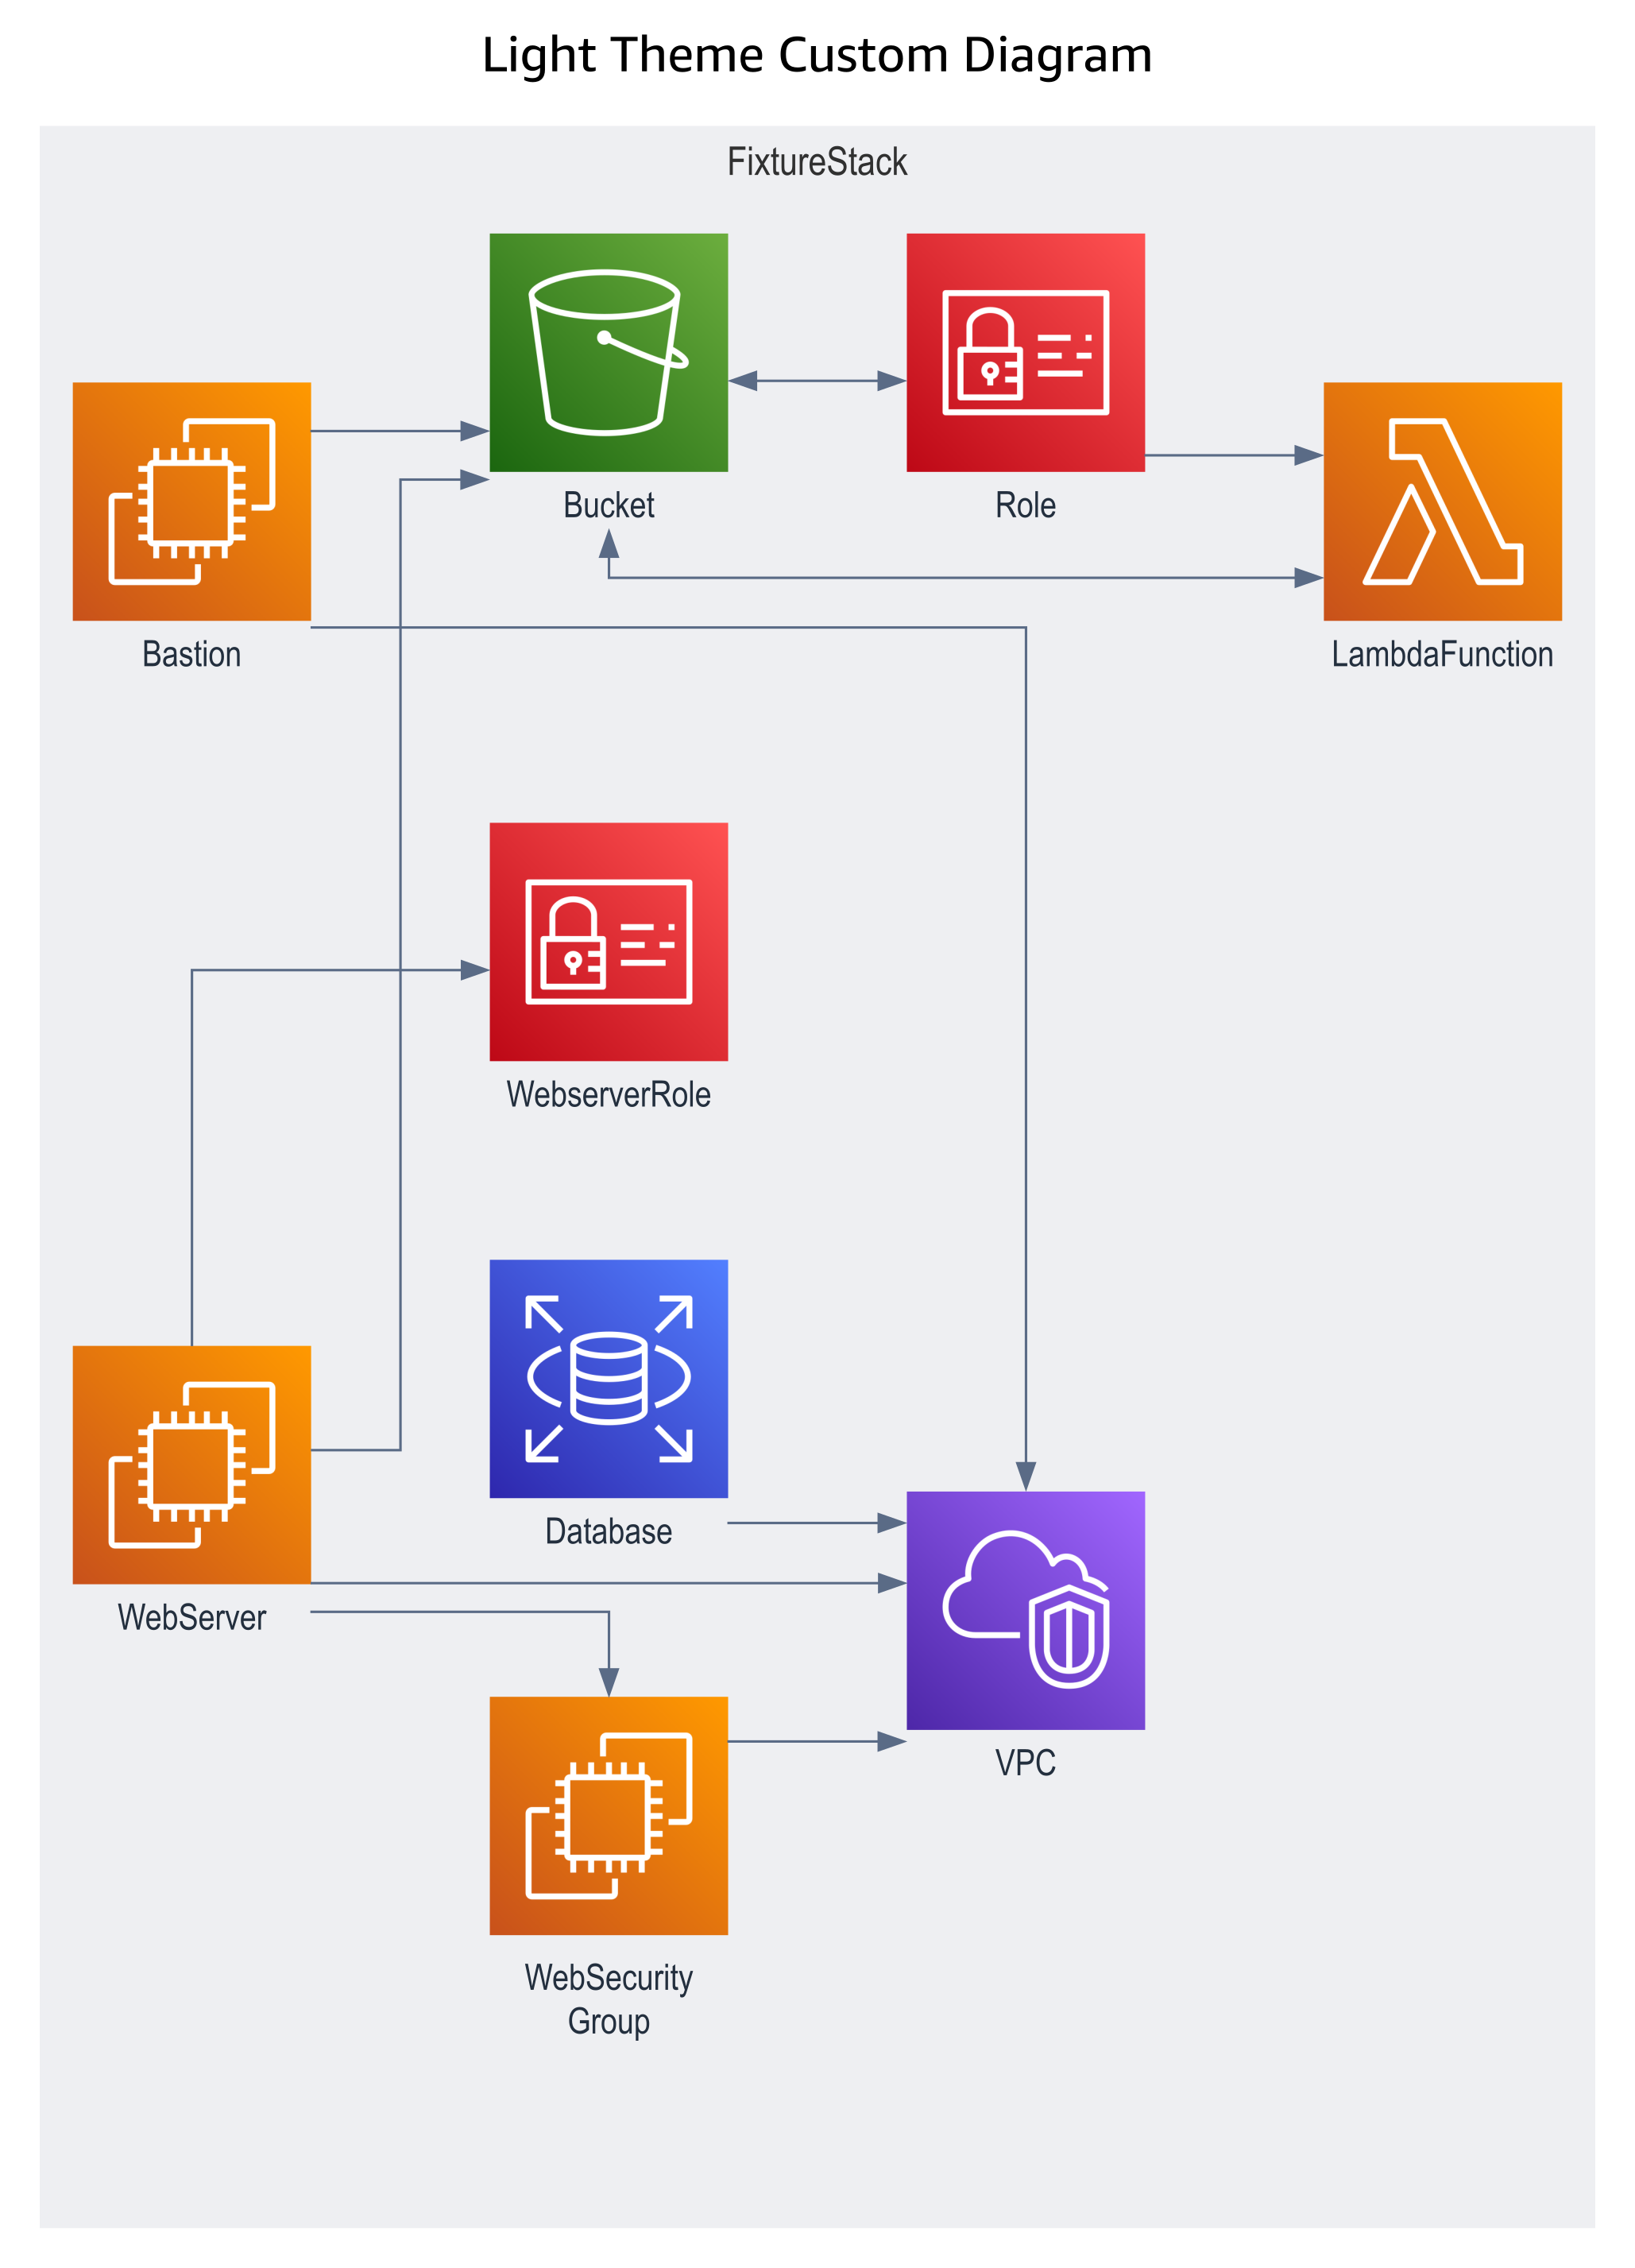 Light Theme Custom Diagram
FixtureStack
Bucket
Role
Bastion
LambdaFunction
WebserverRole
Database
WebServer
VPC
WebSecurity
Group